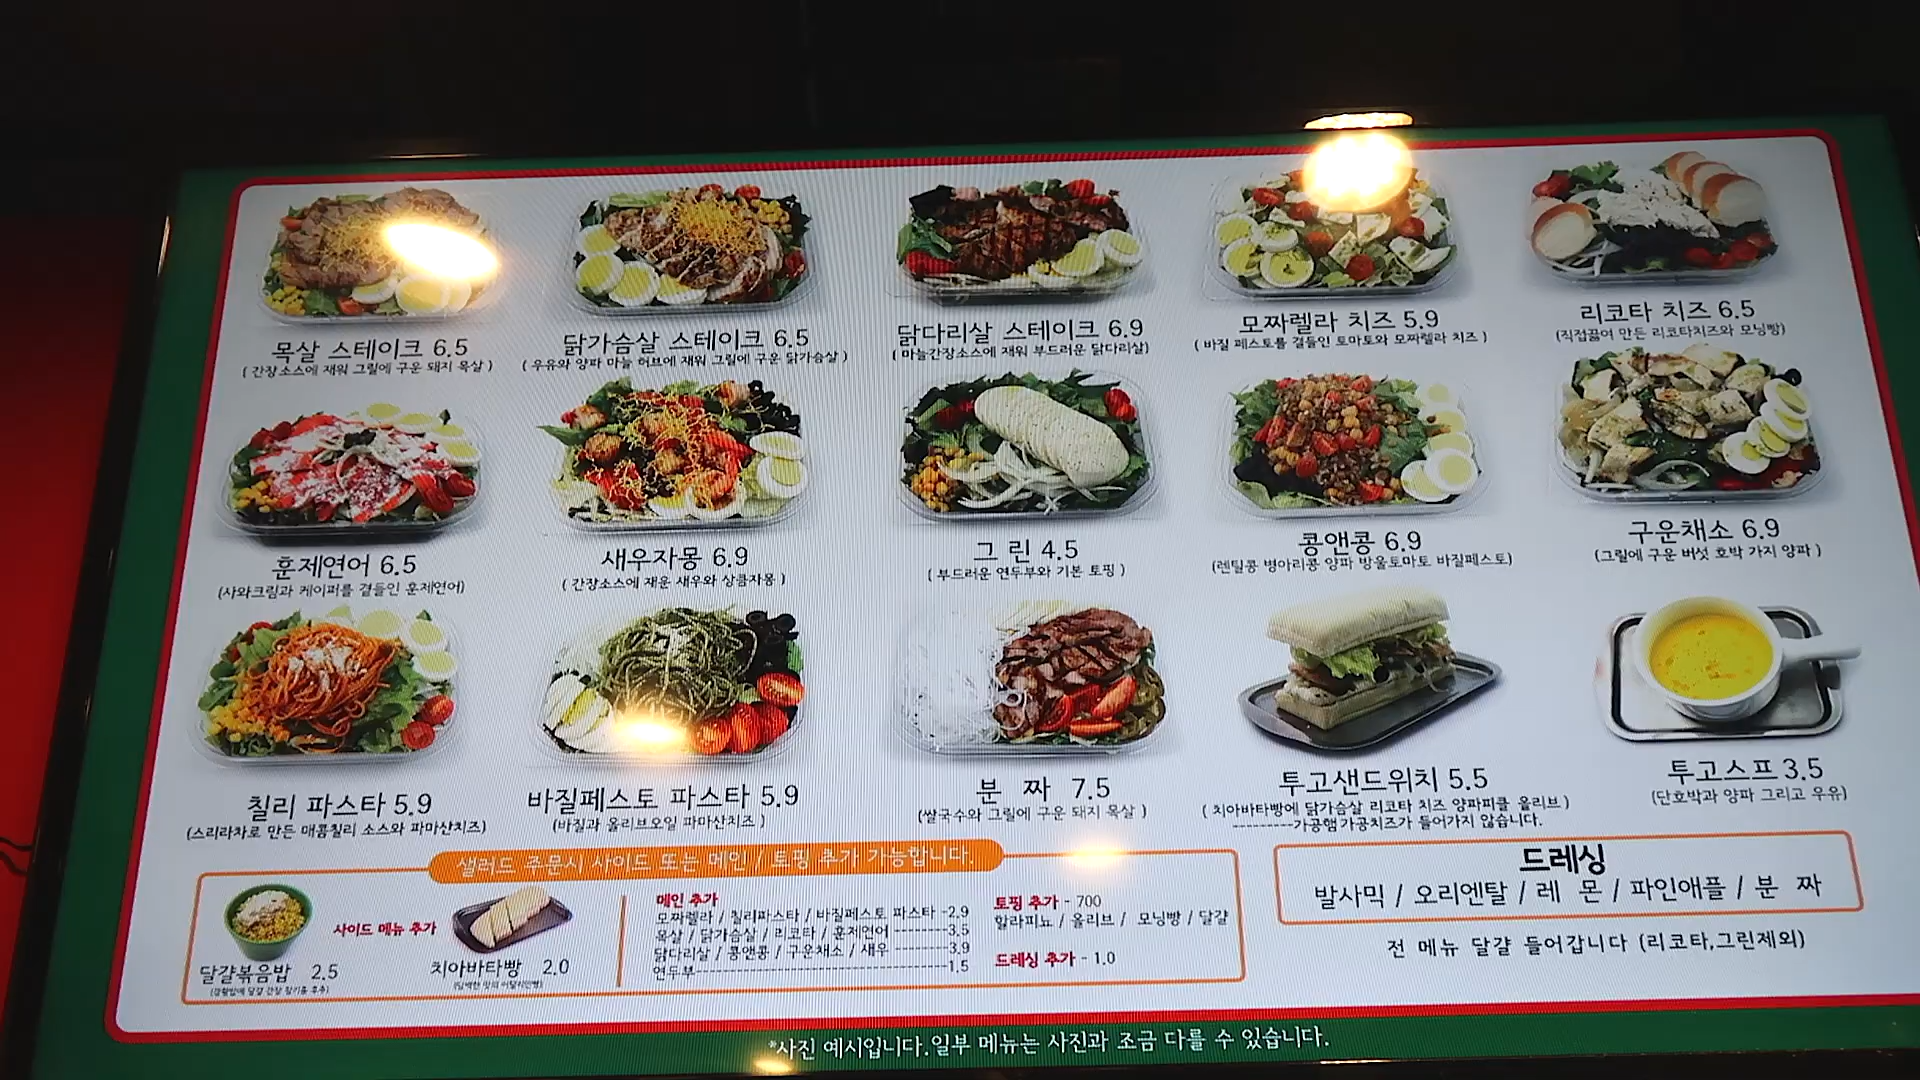 목살 스테이크 6.5
( 간장소스에 재워 그릴에 구운 돼지 목살 )
닭가슴살 스테이크 6.5
( 우유와 양파 마늘 허브에 재워 그릴에 구운 닭가슴살 )
닭다리살 스테이크 6.9
( 마늘간장소스에 재워 부드러운 닭다리살)
모짜렐라 치즈 5.9
( 바질 페스토를 곁들인 토마토와 모짜렐라 치즈 )
리코타 치즈 6.5
(직접끓여 만든 리코타치즈와 모닝빵)
훈제연어 6.5
(사와크림과 케이퍼를 곁들인 훈제연어)
새우자몽 6.9
( 간장소스에 재운 새우와 상큼자몽 )
그 린 4.5
( 부드러운 연두부와 기본 토핑 )
콩앤콩 6.9
(렌틸콩 병아리콩 양파 방울토마토 바질페스토)
구운채소 6.9
(그릴에 구운 버섯 호박 가지 양파 )
칠리 파스타 5.9
(스리라차로 만든 매콤칠리 소스와 파마산치즈)
바질페스토 파스타 5.9
(바질과 올리브오일 파마산치즈 )
분 짜 7.5
(쌀국수와 그릴에 구운 돼지 목살 )
투고샌드위치 5.5
( 치아바타빵에 닭가슴살 리코타 치즈 양파피클 올리브 )
---------가공햄가공치즈가 들어가지 않습니다.
투고스프 3.5
(단호박과 양파 그리고 우유)
샐러드 주문시 사이드 또는 메인 / 토핑 추가 가능합니다.
사이드 메뉴 추가
달걀볶음밥 2.5
치아바타빵 2.0
메인 추가
모짜렐라 / 칠리파스타 / 바질페스토 파스타 -2.9
목살 / 닭가슴살 / 리코타 / 훈제연어 ---------3.5
닭다리살 / 콩앤콩 / 구운채소 / 새우 ---------3.9
연두부------------------------------1.5
토핑 추가 - 700
할라피뇨 / 올리브 / 모닝빵 / 달걀
드레싱 추가 - 1.0
드레싱
발사믹 / 오리엔탈 / 레 몬 / 파인애플 / 분 짜
전 메뉴 달걀 들어갑니다 (리코타,그린제외)
*사진 예시입니다.일부 메뉴는 사진과 조금 다를 수 있습니다.